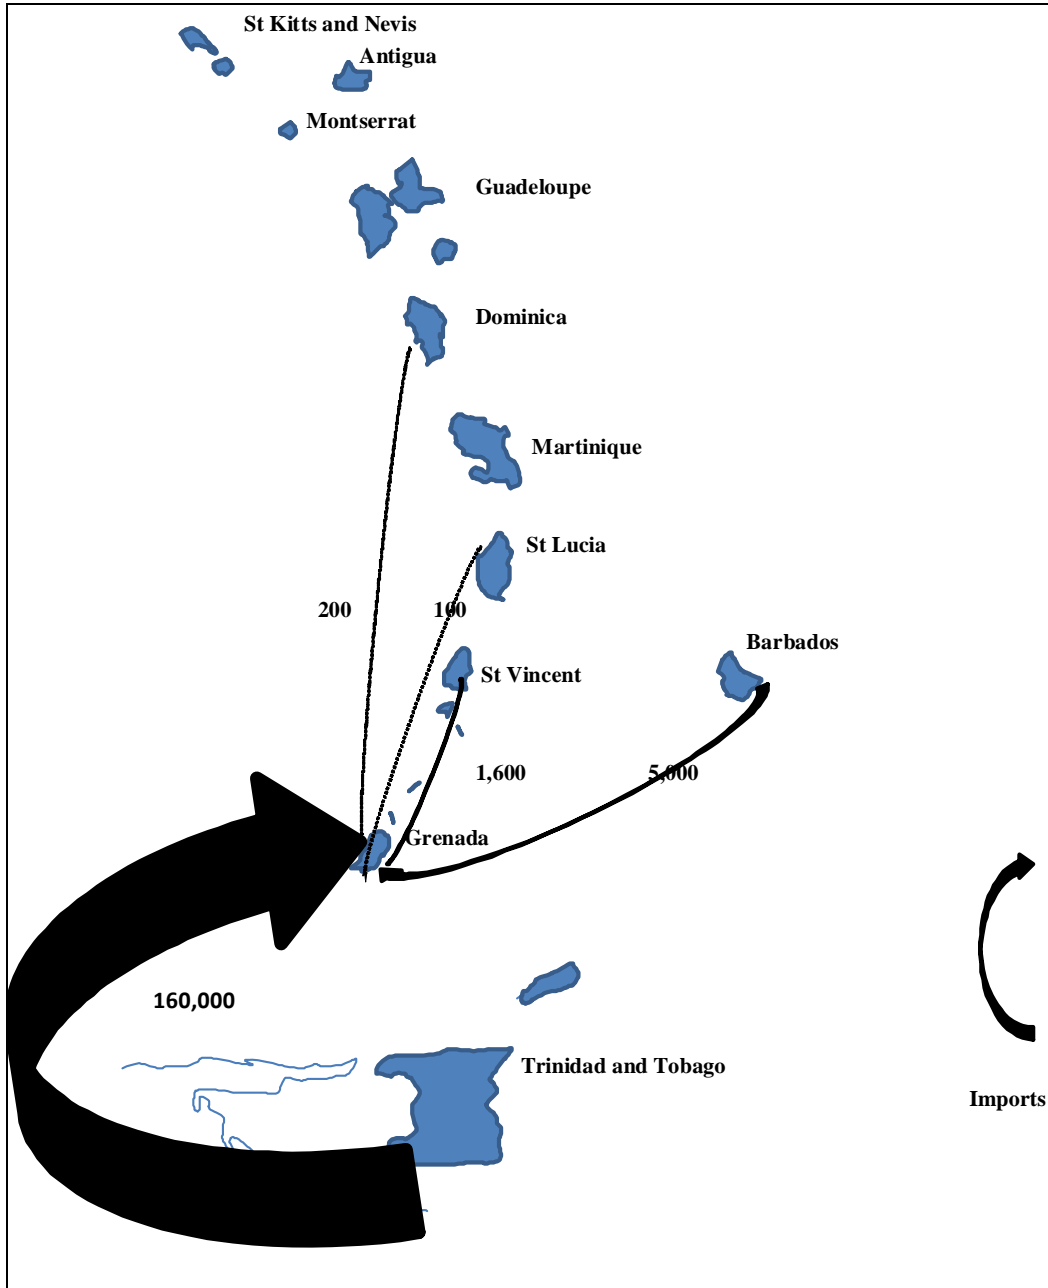 St Kitts and Nevis
Antigua
Montserrat
Guadeloupe
Dominica
Martinique
St Lucia
200
100
Barbados
St Vincent
1,600
5,000
Grenada
160,000
Trinidad and Tobago
Imports